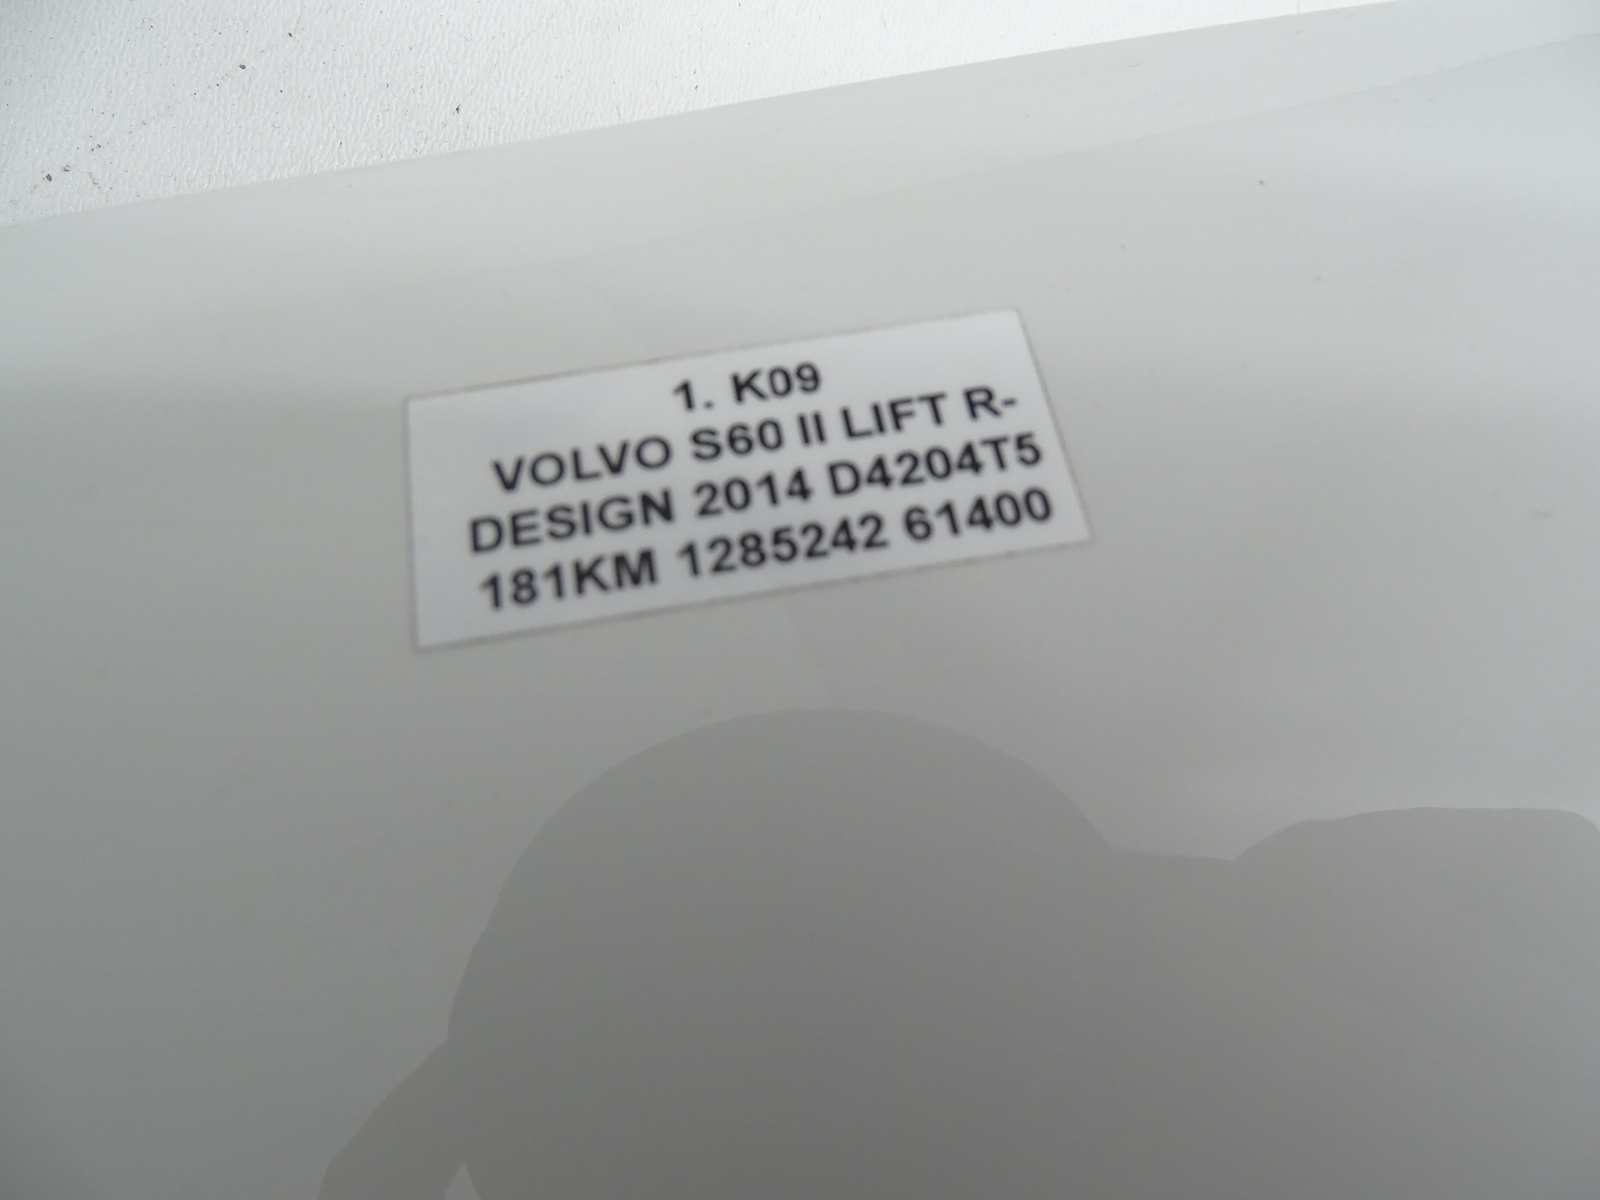 1. K09
VOLVO S60 II LIFT R-
DESIGN 2014 D4204T5
181KM 1285242 61400